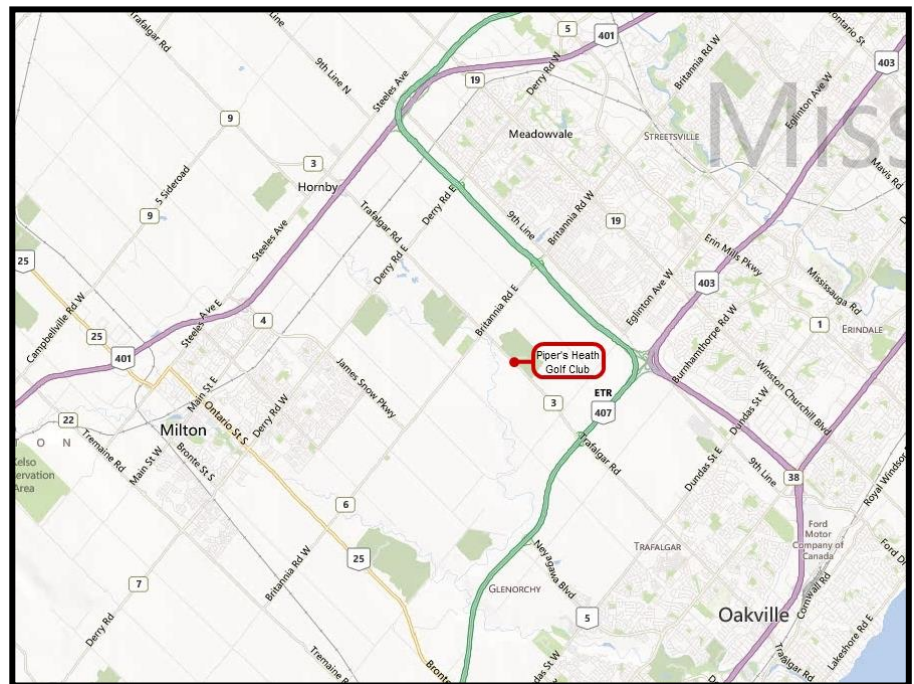 Trafalgar Rd
9th Line N
Steeles Ave
5
401
Derry Rd W
19
Britannia Rd W
Eglinton Ave W
403
Miss
Meadowvale
STREETSVILLE
9
3
Hornby
5 Sideroad
9
Trafalgar Rd
Derry Rd E
Derry Rd E
9th Line
Britannia Rd W
19
Mavis Rd
Erin Mills Pkwy
25
Steeles Ave
Campbellville Rd W
Steeles Ave E
4
25
401
Britannia Rd E
Eglinton Ave W
403
Mississauga Rd
1
ERINDALE
Burnhamthorpe Rd W
Piper's Heath
Golf Club
James Snow Pkwy
Main St E
Derry Rd W
Ontario St S
ETR
407
3
Trafalgar Rd
Dundas St W
Winston Churchill Blvd
22
O N
Milton
Tremaine Rd
Main St W
Bronte St S
Dundas St E
9th Line
38
Royal Windsor
6
25
7
Britannia Rd W
Derry Rd
Neyagawa Blvd
TRAFALGAR
GLENORCHY
5
Ford
Motor
Company of
Canada
Ford Dr
Cornwall Rd
Oakville
Lakeshore Rd E
Trafalgar Rd
Tremaine R
Bronte